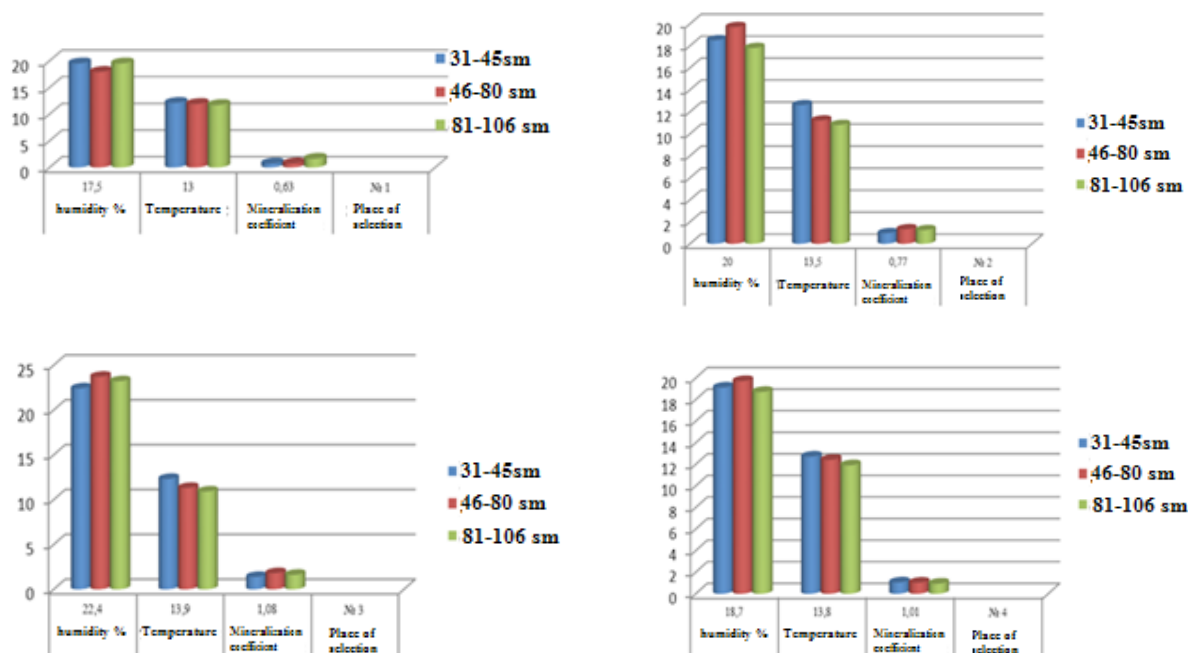 20
15
10
5
0
17,5
13
0,63
№ 1
humidity %
Temperature
Mineralization
coefficient
Place of
selection
31-45sm
46-80 sm
81-106 sm
20
18
16
14
12
10
8
6
4
2
0
20
13,5
0,77
№ 2
humidity %
Temperature
Mineralization
coefficient
Place of
selection
31-45sm
46-80 sm
81-106 sm
25
20
15
10
5
0
22,4
13,9
1,08
№ 3
humidity %
Temperature
Mineralization
coefficient
Place of
selection
31-45sm
46-80 sm
81-106 sm
20
18
16
14
12
10
8
6
4
2
0
18,7
13,8
1,01
№ 4
humidity %
Temperature
Mineralization
coefficient
Place of
selection
31-45sm
46-80 sm
81-106 sm